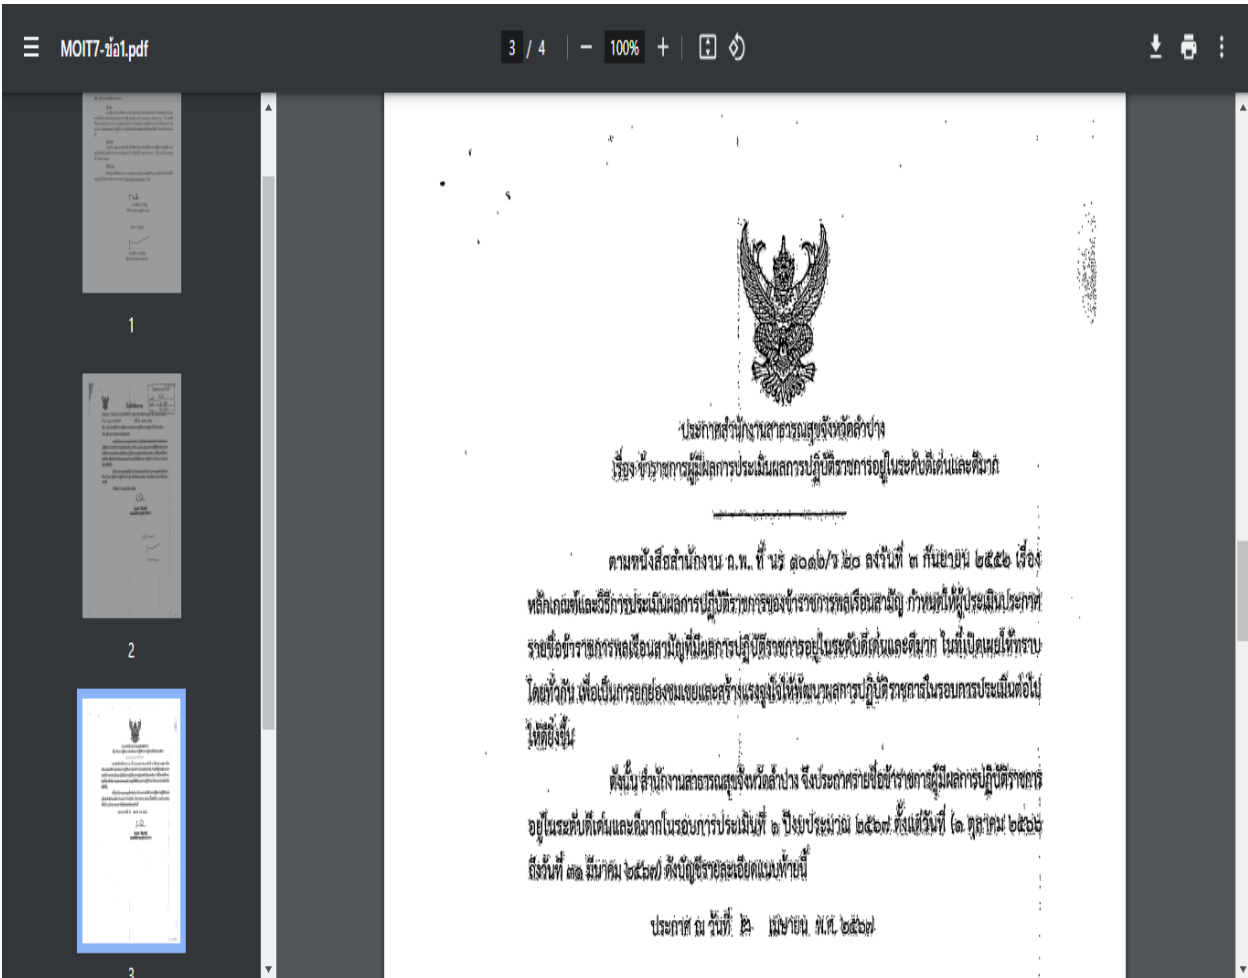 MOIT7-ข้อ1.pdf
3 / 4
100%
1
2
3
ประกาศสำนักงานสาธารณสุขจังหวัดลำปาง
เรื่อง ข้าราชการผู้มีผลการประเมินผลการปฏิบัติราชการอยู่ในระดับดีเด่นและดีมาก
ตามหนังสือสำนักงาน ก.พ. ที่ นร ๑๐๑๒/ว ๒๐ ลงวันที่ ๓ กันยายน ๒๕๕๒ เรื่อง
หลักเกณฑ์และวิธีการประเมินผลการปฏิบัติราชการของข้าราชการพลเรือนสามัญ กำหนดให้ผู้ประเมินประกาศ
รายชื่อข้าราชการพลเรือนสามัญที่มีผลการปฏิบัติราชการอยู่ในระดับดีเด่นและดีมาก ในที่เปิดเผยให้ทราบ
โดยทั่วกัน เพื่อเป็นการยกย่องชมเชยและสร้างแรงจูงใจให้พัฒนาผลการปฏิบัติราชการในรอบการประเมินต่อไป
ให้ดียิ่งขึ้น
ดังนั้น สำนักงานสาธารณสุขจังหวัดลำปาง จึงประกาศรายชื่อข้าราชการผู้มีผลการปฏิบัติราชการ
อยู่ในระดับดีเด่นและดีมากในรอบการประเมินที่ ๑ ปีงบประมาณ ๒๕๖๗ ตั้งแต่วันที่ (๑ ตุลาคม ๒๕๖๖
ถึงวันที่ ๓๑ มีนาคม ๒๕๖๗) ดังบัญชีรายละเอียดแนบท้ายนี้
ประกาศ ณ วันที่ เมษายน พ.ศ. ๒๕๖๗